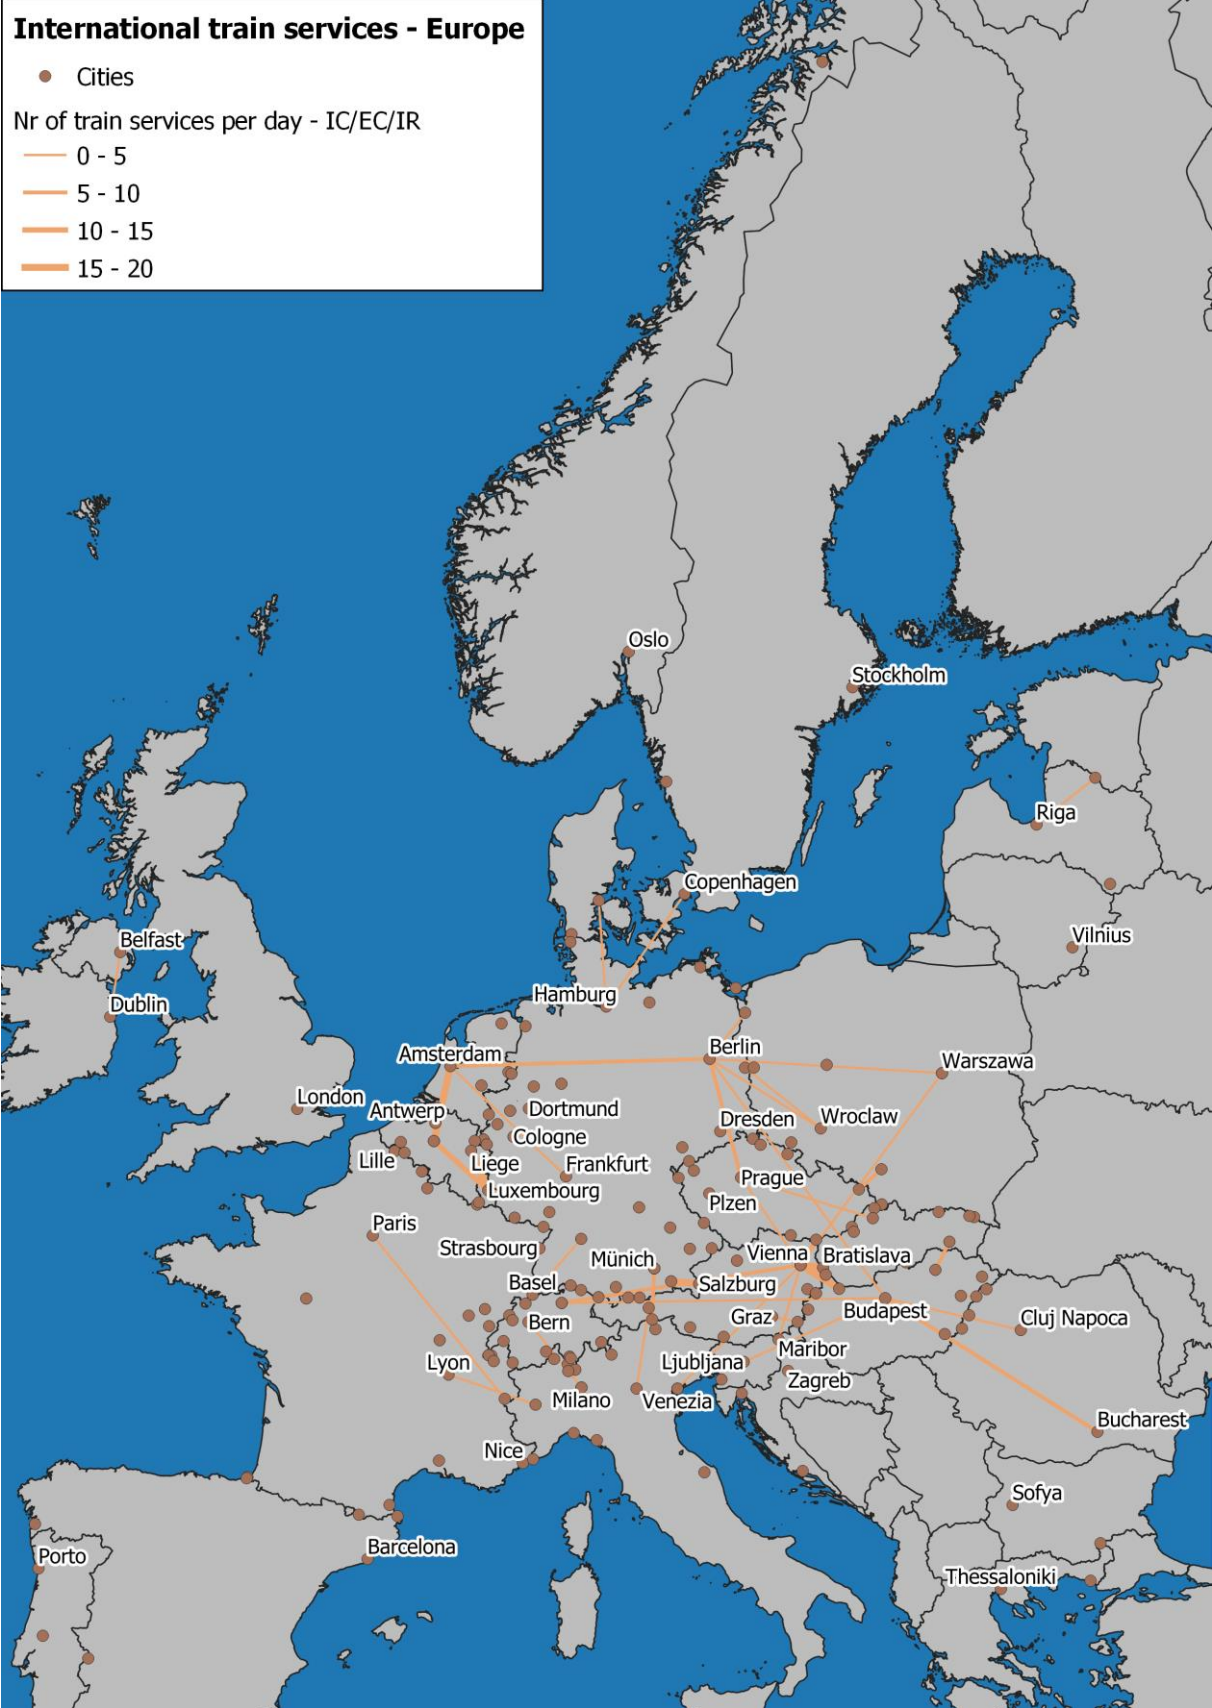 International train services - Europe
Cities
Nr of train services per day - IC/EC/IR
0 - 5
5 - 10
10 - 15
15 - 20
Oslo
Stockholm
Riga
Copenhagen
Belfast
Vilnius
Dublin
Hamburg
Amsterdam
Berlin
Warszawa
London
Antwerp
Dortmund
Dresden
Wroclaw
Cologne
Lille
Liege
Frankfurt
Luxembourg
Prague
Plzen
Paris
Strasbourg
Münich
Vienna
Bratislava
Basel
Salzburg
Bern
Graz
Budapest
Cluj Napoca
Lyon
Ljubljana
Maribor
Zagreb
Milano
Venezia
Bucharest
Nice
Sofya
Barcelona
Porto
Thessaloniki